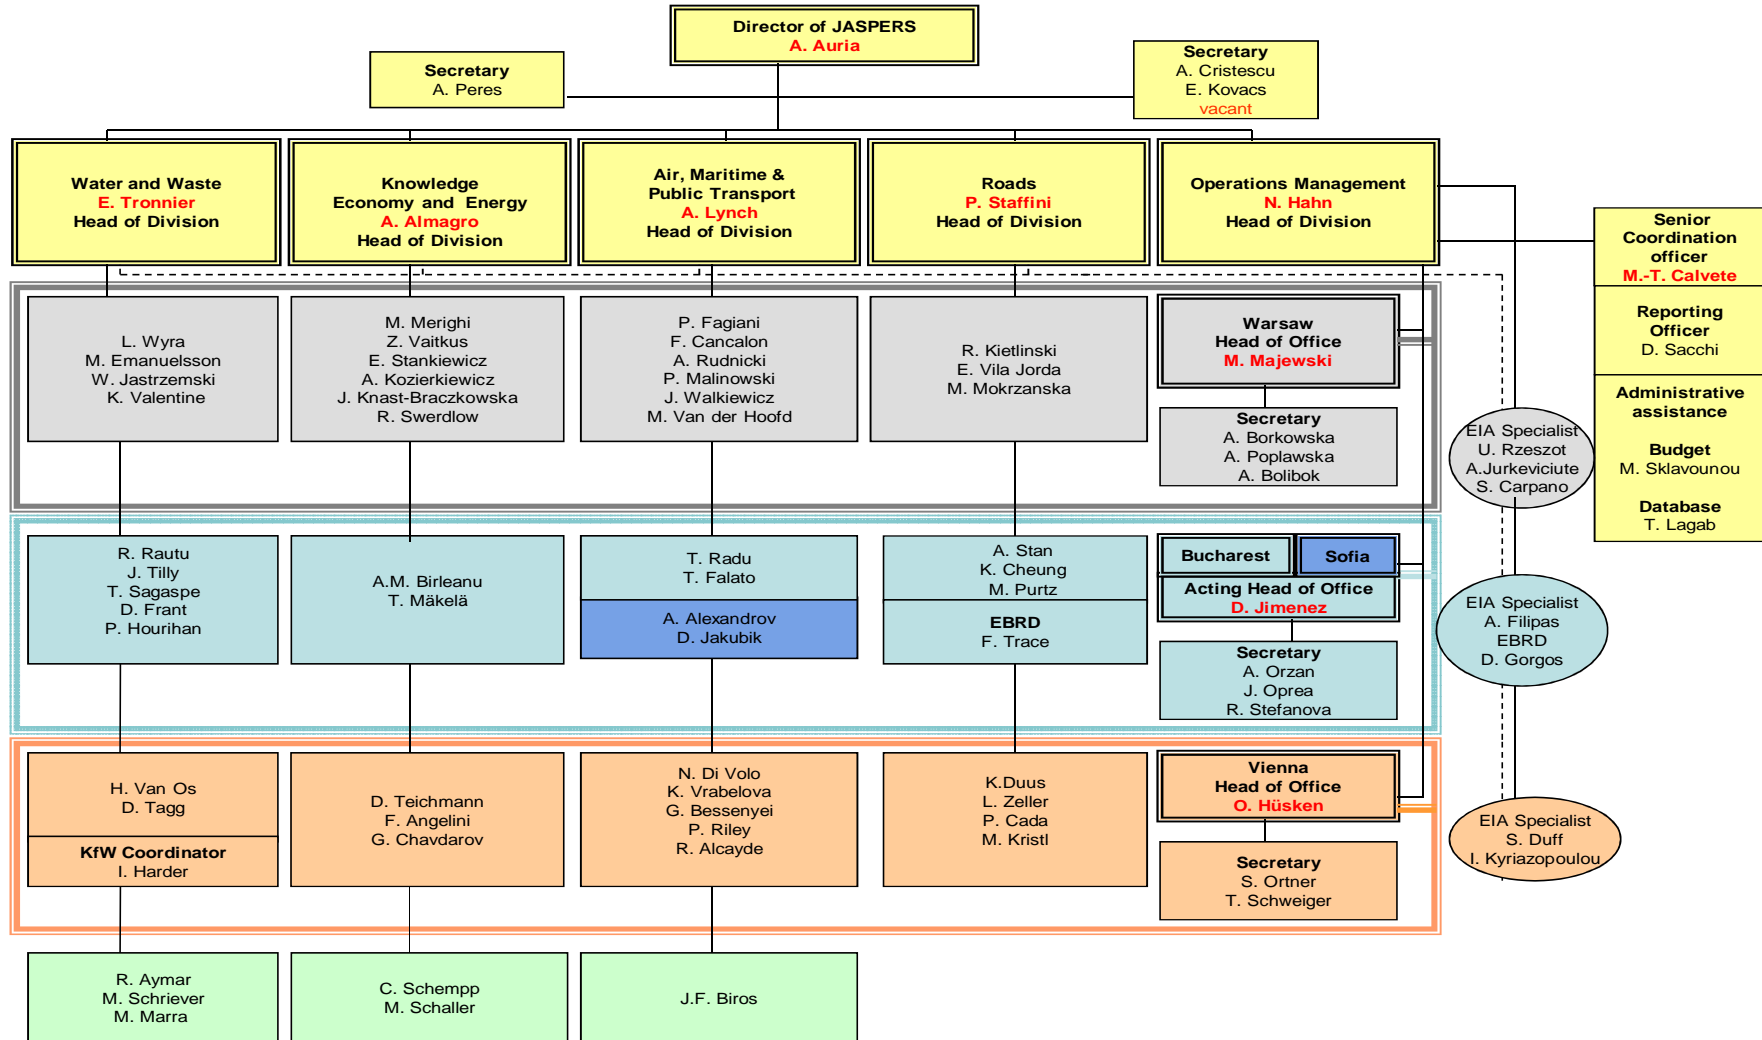 Director of JASPERS
A. Auria
Secretary
A. Peres
Secretary
A. Cristescu
E. Kovacs
vacant
Water and Waste
E. Tronnier
Head of Division
Knowledge
Economy and Energy
A. Almagro
Head of Division
Air, Maritime &
Public Transport
A. Lynch
Head of Division
Roads
P. Staffini
Head of Division
Operations Management
N. Hahn
Head of Division
Senior
Coordination
officer
M.-T. Calvete
Reporting
Officer
D. Sacchi
Administrative
assistance
Budget
M. Sklavounou
Database
T. Lagab
L. Wyra
M. Emanuelsson
W. Jastrzemski
K. Valentine
M. Merighi
Z. Vaitkus
E. Stankiewicz
A. Kozierkiewicz
J. Knast-Braczkowska
R. Swerdlow
P. Fagiani
F. Cancalon
A. Rudnicki
P. Malinowski
J. Walkiewicz
M. Van der Hoofd
R. Kietlinski
E. Vila Jorda
M. Mokrzanska
Warsaw
Head of Office
M. Majewski
Secretary
A. Borkowska
A. Poplawska
A. Bolibok
EIA Specialist
U. Rzeszot
A.Jurkeviciute
S. Carpano
R. Rautu
J. Tilly
T. Sagaspe
D. Frant
P. Hourihan
A.M. Birleanu
T. Mäkelä
T. Radu
T. Falato
A. Alexandrov
D. Jakubik
A. Stan
K. Cheung
M. Purtz
EBRD
F. Trace
Bucharest
Sofia
Acting Head of Office
D. Jimenez
Secretary
A. Orzan
J. Oprea
R. Stefanova
EIA Specialist
A. Filipas
EBRD
D. Gorgos
H. Van Os
D. Tagg
KfW Coordinator
I. Harder
D. Teichmann
F. Angelini
G. Chavdarov
N. Di Volo
K. Vrabelova
G. Bessenyei
P. Riley
R. Alcayde
K.Duus
L. Zeller
P. Cada
M. Kristl
Vienna
Head of Office
O. Hüsken
Secretary
S. Ortner
T. Schweiger
EIA Specialist
S. Duff
I. Kyriazopoulou
R. Aymar
M. Schriever
M. Marra
C. Schempp
M. Schaller
J.F. Biros